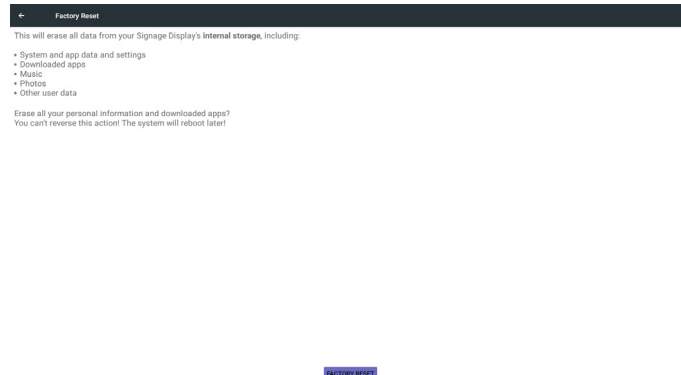 Factory Reset
This will erase all data from your Signage Display's internal storage, including:
• System and app data and settings
• Downloaded apps
• Music
• Photos
• Other user data
Erase all your personal information and downloaded apps?
You can't reverse this action! The system will reboot later!
FACTORY RESET